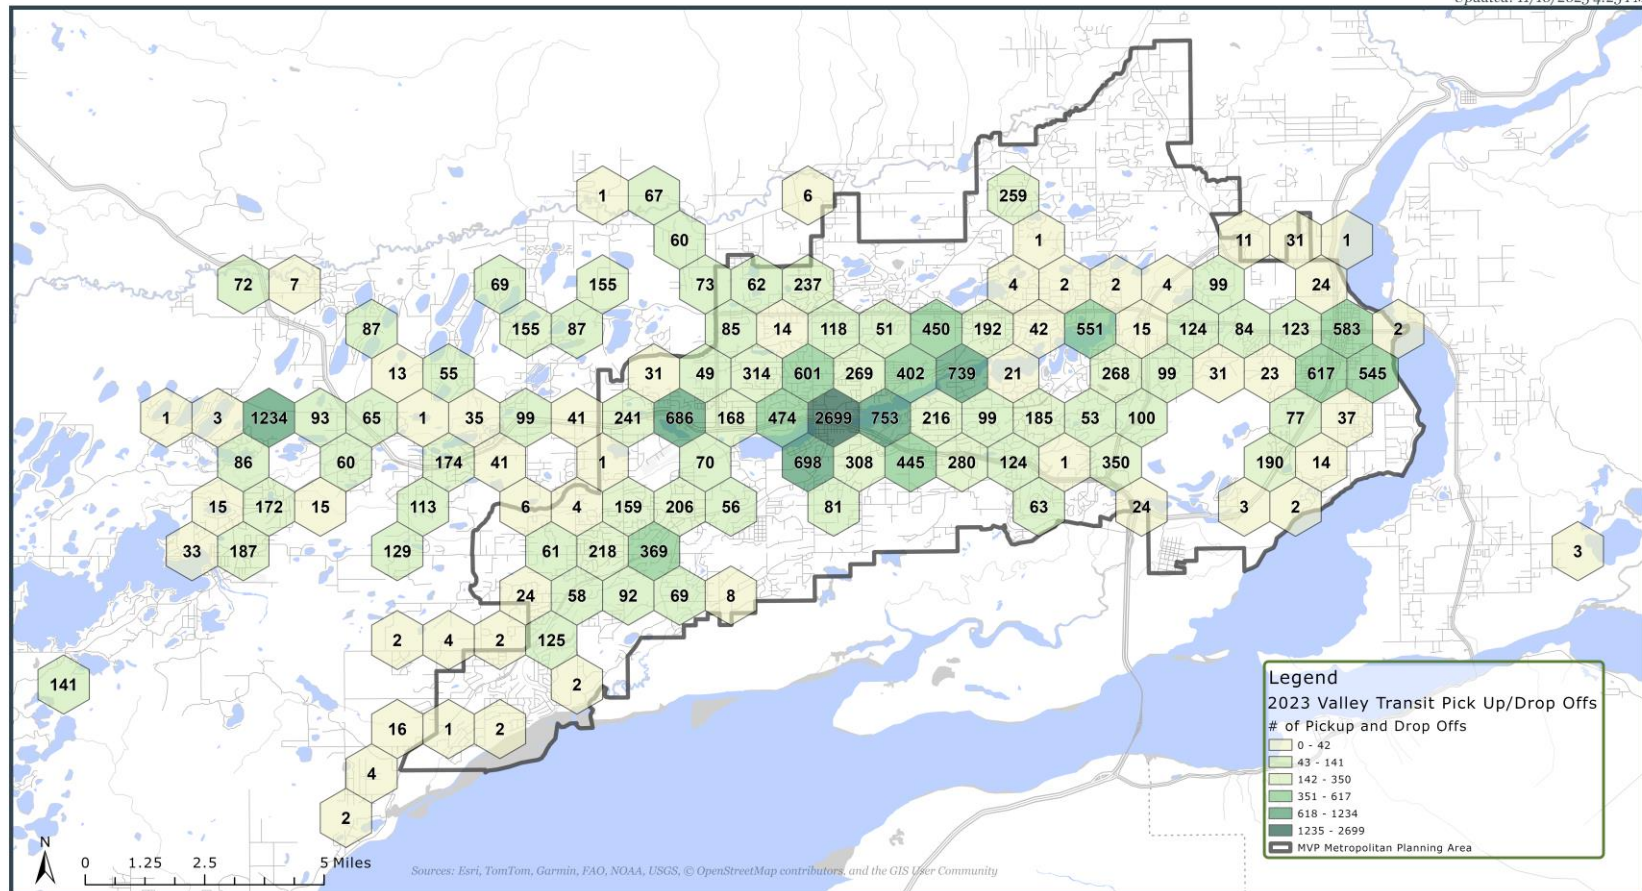 1 67 6 259
60 1 11 31 1
72 7 69 155 73 62 237 4 2 2 4 99 24
87 155 87 85 14 118 51 450 192 42 551 15 124 84 123 583 2
13 55 31 49 314 601 269 402 739 21 268 99 31 23 617 545
1 3 1234 93 65 1 35 99 41 241 686 168 474 2699 753 216 99 185 53 100 77 37
86 60 174 41 1 70 698 308 445 280 124 1 350 190 14
15 172 15 113 6 4 159 206 56 81 63 24 3 2
33 187 129 61 218 369 3
24 58 92 69 8
2 4 2 125
141 2
16 1 2
4
2
Legend
2023 Valley Transit Pick Up/Drop Offs
# of Pickup and Drop Offs
0 - 42
43 - 141
142 - 350
351 - 617
618 - 1234
1235 - 2699
MVP Metropolitan Planning Area
N
0 1.25 2.5 5 Miles
Sources: Esri, TomTom, Garmin, FAO, NOAA, USGS, © OpenStreetMap contributors, and the GIS User Community